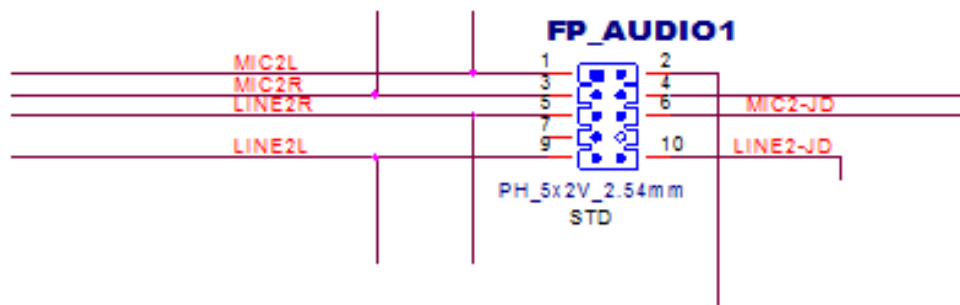 FP_AUDIO1
1 2
MIC2L
3 4
MIC2R
5 6
LINE2R MIC2-JD
7
9 10
LINE2L LINE2-JD
PH_5x2V_2.54mm
STD